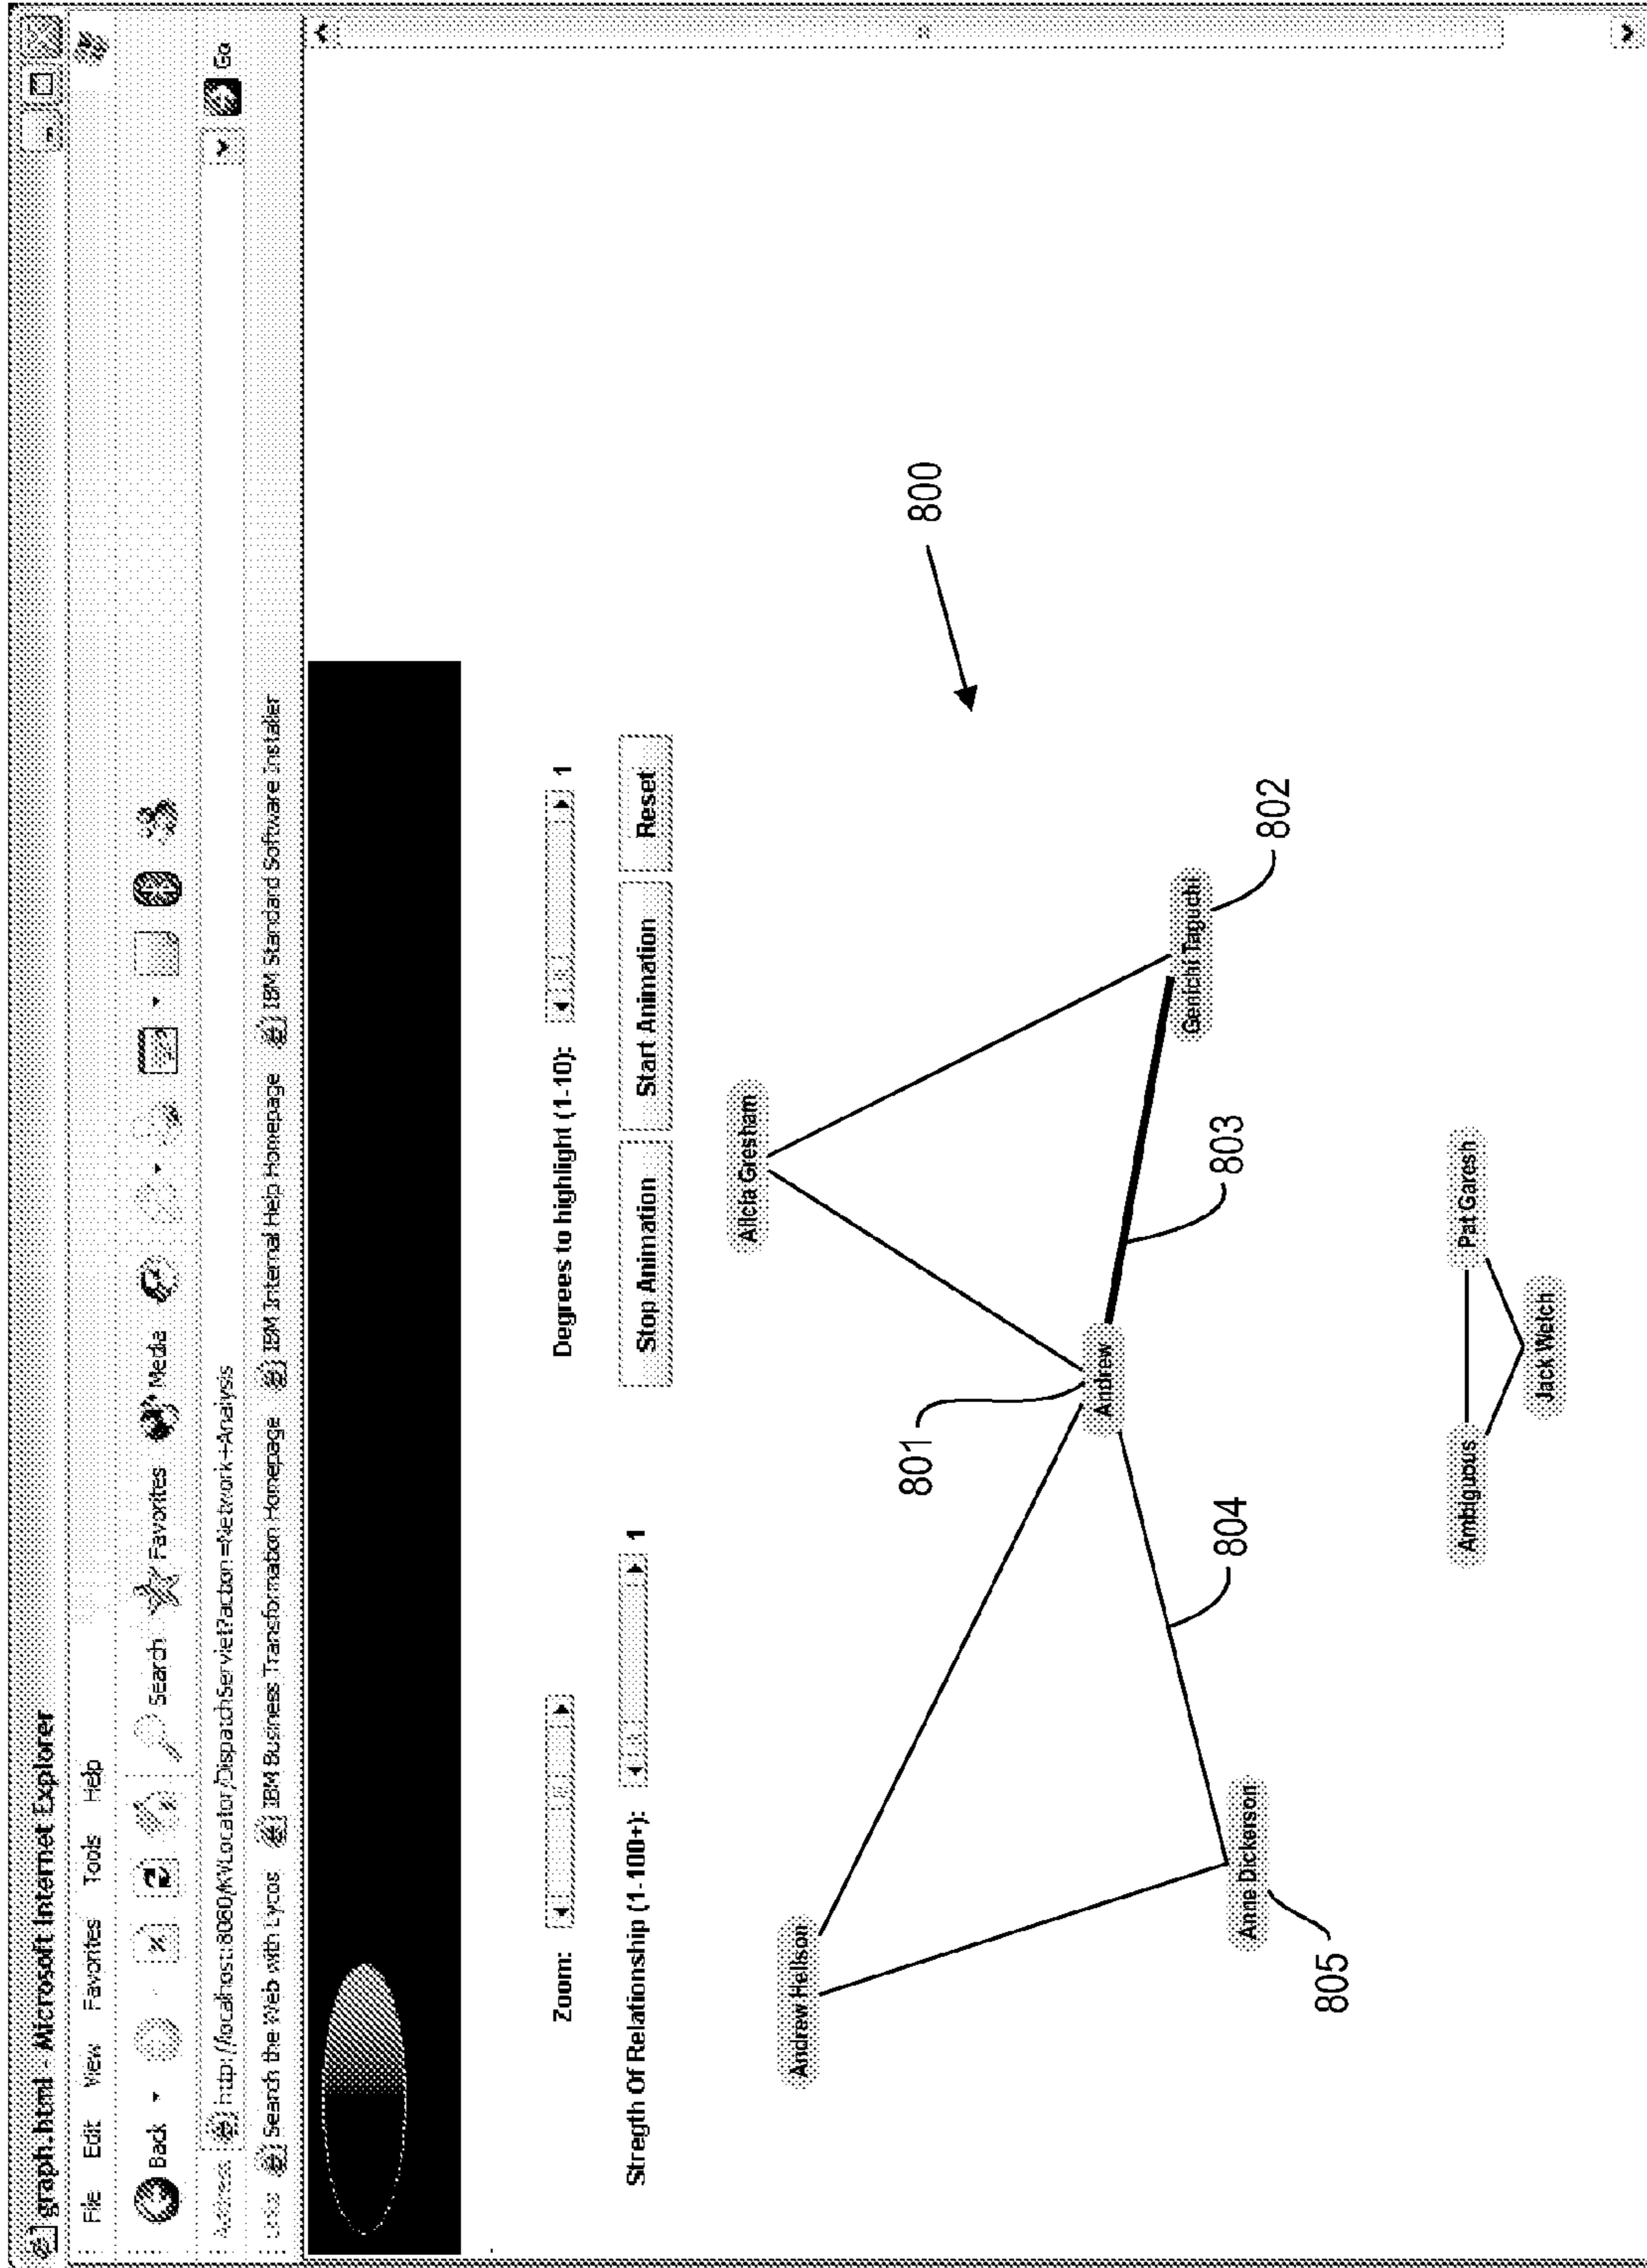 graph.html - Microsoft Internet Explorer
File Edit View Favorites Tools Help
Back Search Favorites Media
Address http://localhost:8080/KWLocator/DispatchServlet?action=Network+Analysis Go
Links Search the Web with Lycos IBM Business Transformation Homepage IBM Internal Help Homepage IBM Standard Software Installer
Zoom: Degrees to highlight (1-10): 1
Stregth Of Relationship (1-100+): 1 Stop Animation Start Animation Reset
Alicia Gresham
Andrew Hellson
800
801
Andrew
Genichi Taguchi
802
803
804
Anne Dickerson
805
Ambiguous
Pat Garesh
Jack Welch